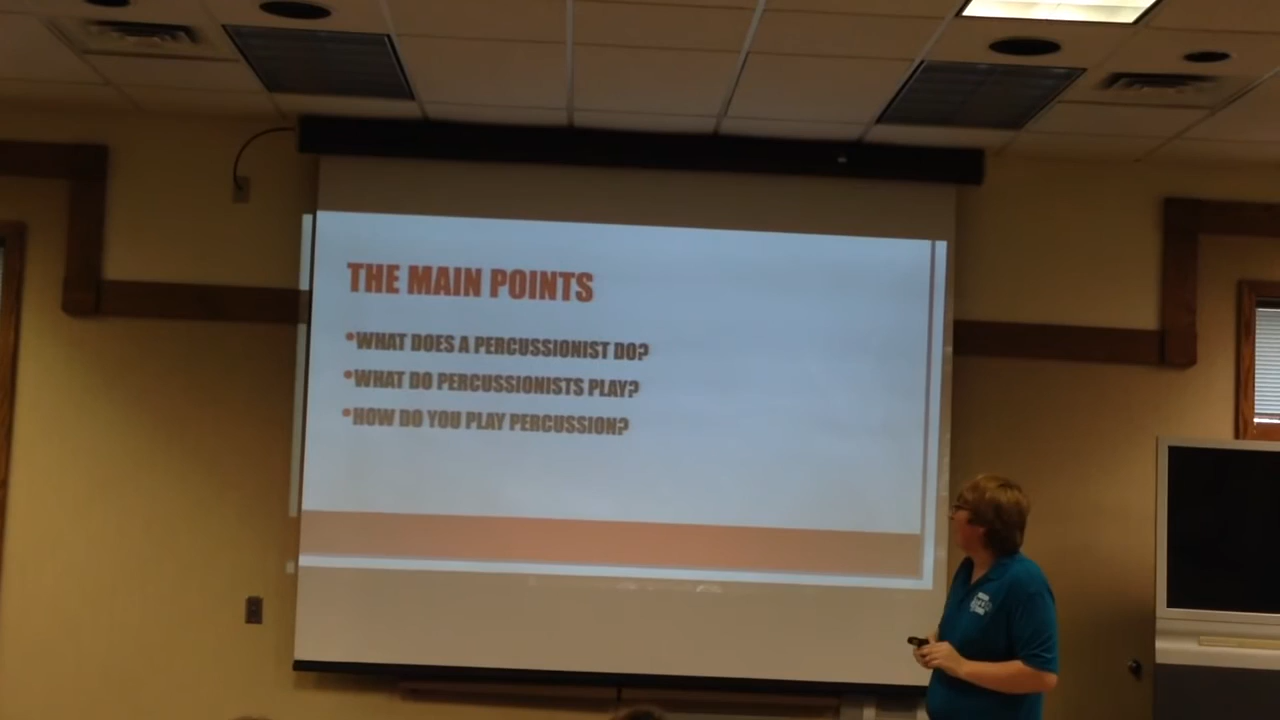 THE MAIN POINTS
•WHAT DOES A PERCUSSIONIST DO?
•WHAT DO PERCUSSIONISTS PLAY?
•HOW DO YOU PLAY PERCUSSION?